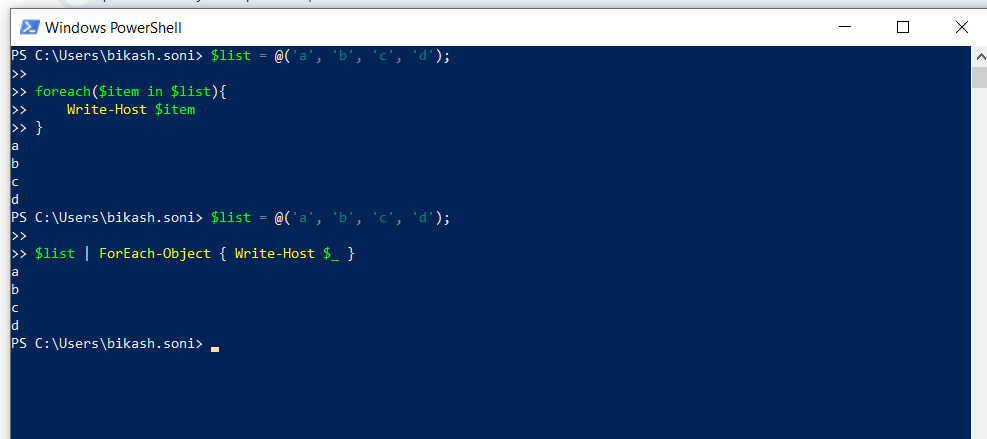 Windows PowerShell
PS C:\Users\bikash.soni> $list = @('a', 'b', 'c', 'd');
>>
>> foreach($item in $list){
>>     Write-Host $item
>> }
a
b
c
d
PS C:\Users\bikash.soni> $list = @('a', 'b', 'c', 'd');
>>
>> $list | ForEach-Object { Write-Host $_ }
a
b
c
d
PS C:\Users\bikash.soni>